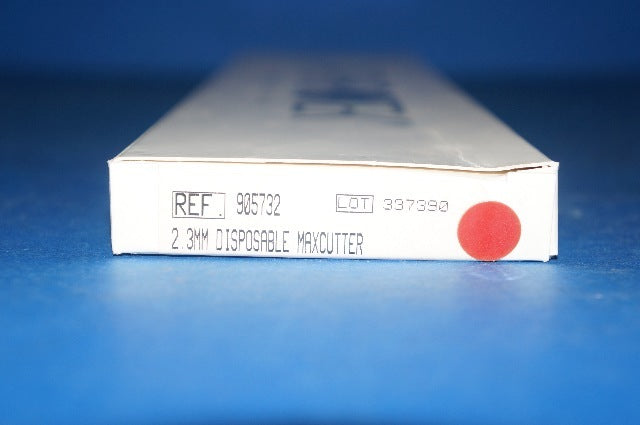 REF. 905732 LOT 337390
2.3MM DISPOSABLE MAXCUTTER